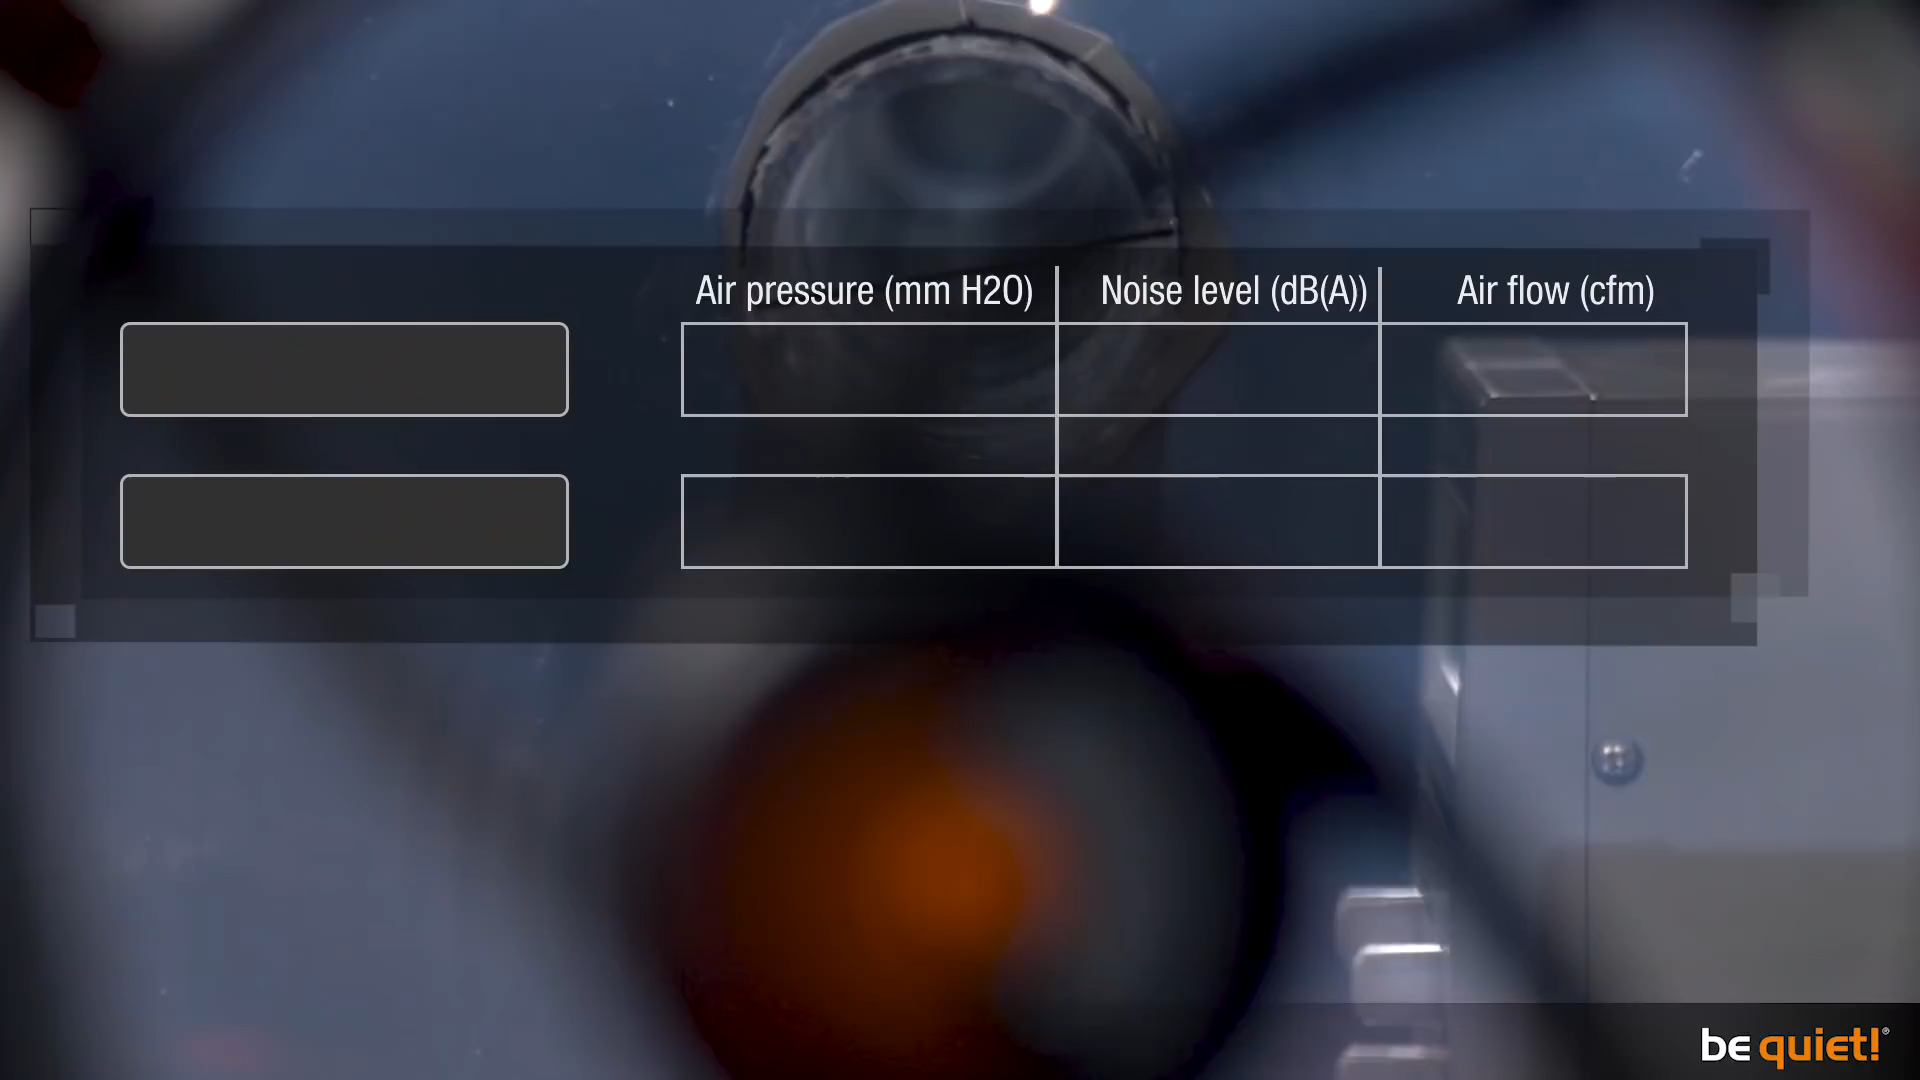 Air pressure (mm H2O) Noise level (dB(A)) Air flow (cfm)
be quiet!®